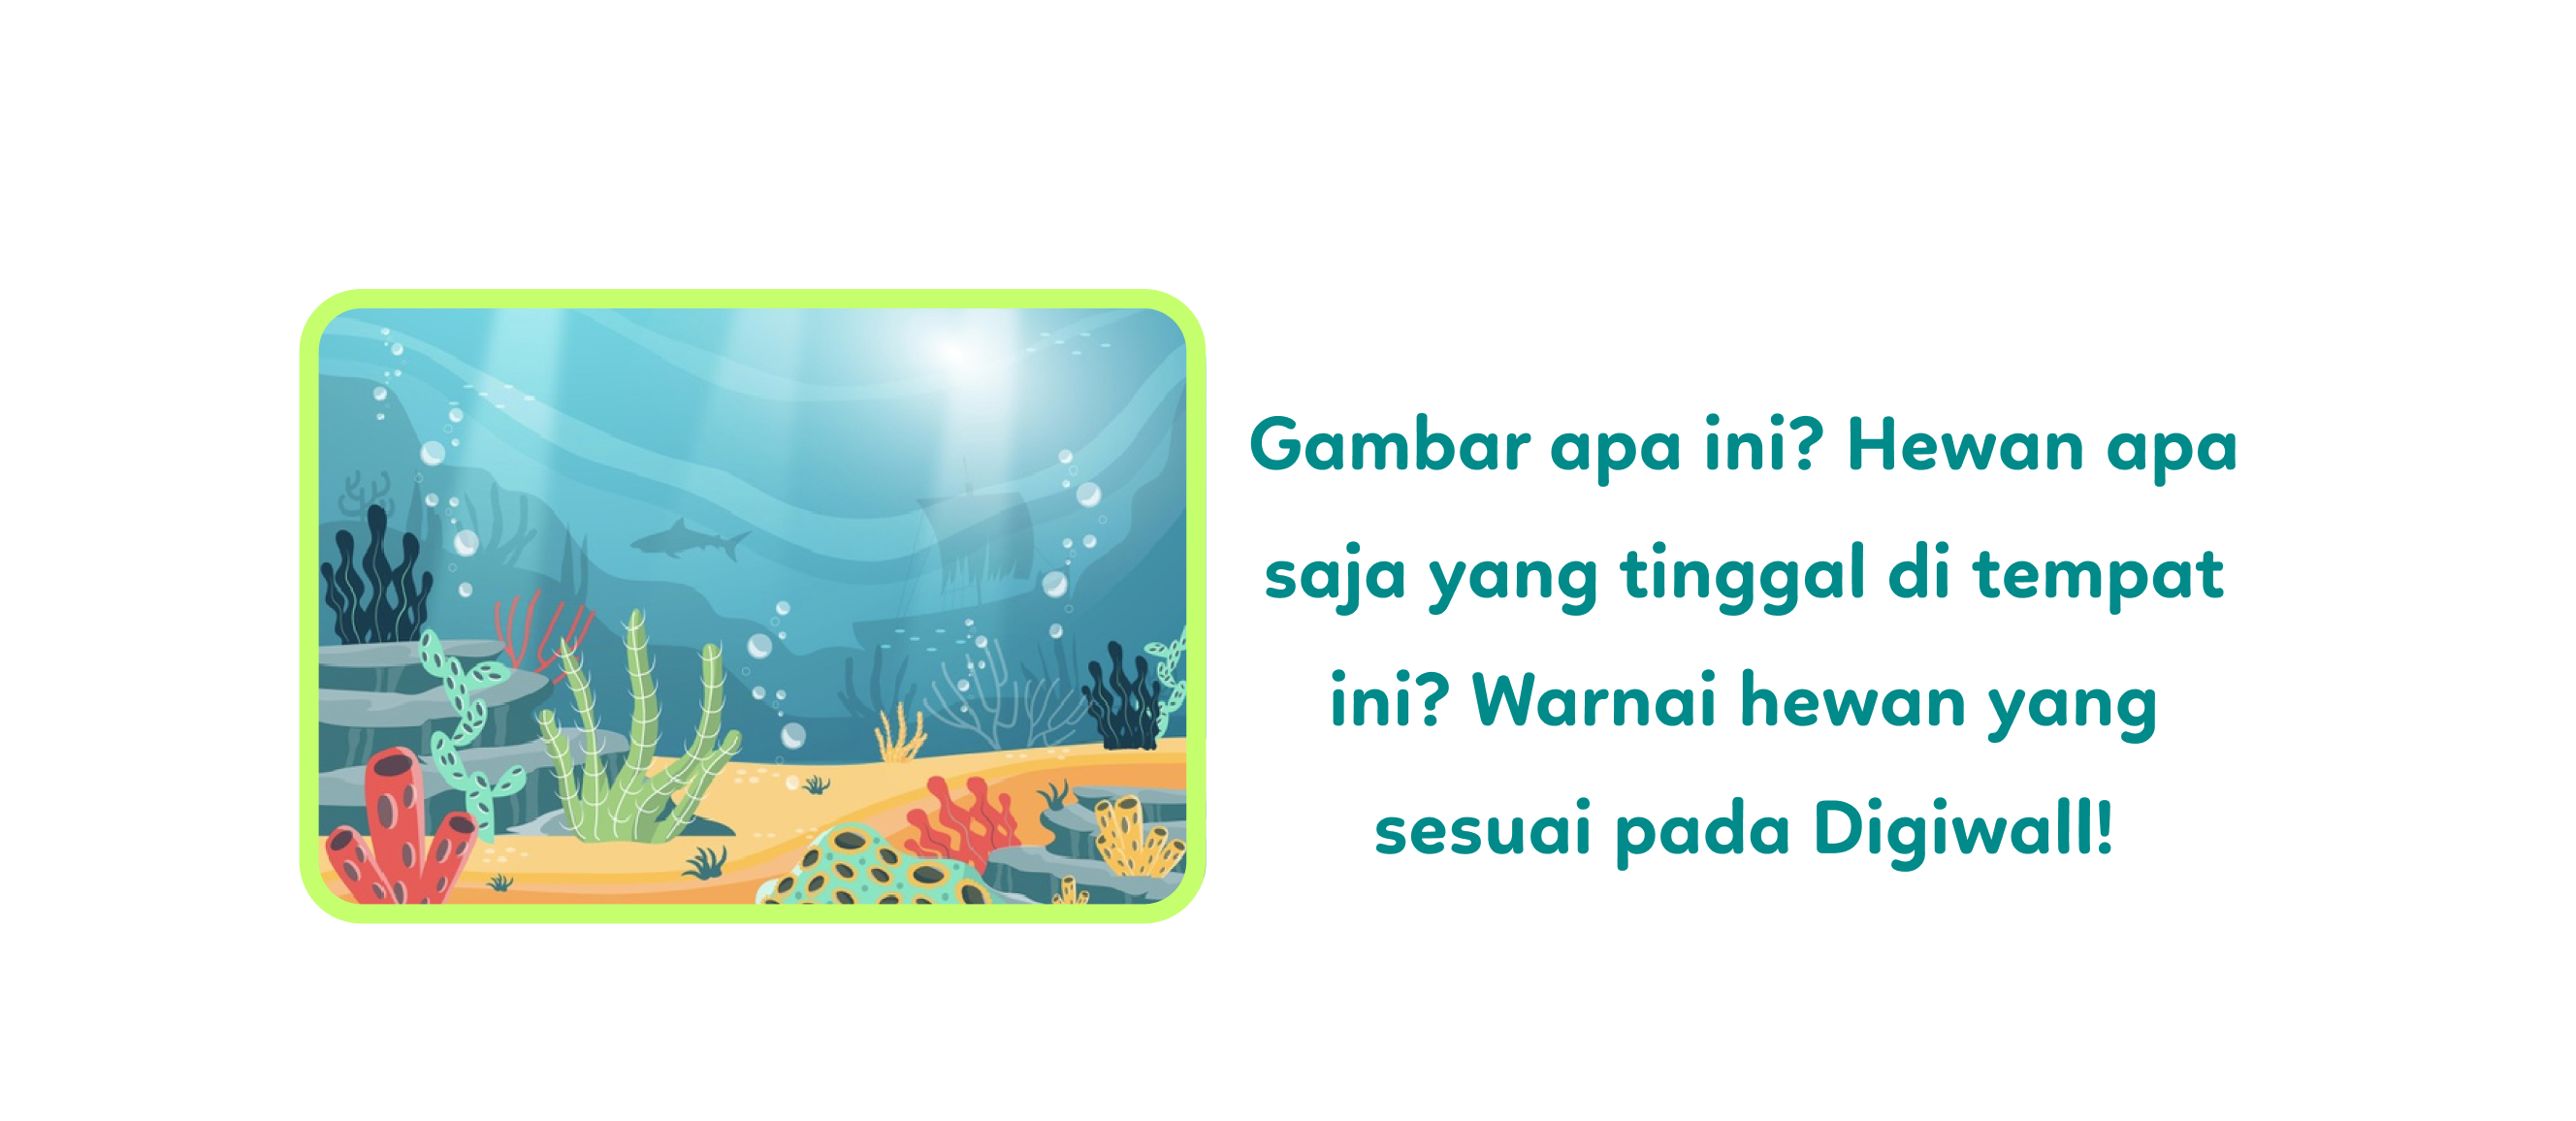 Gambar apa ini? Hewan apa
saja yang tinggal di tempat
ini? Warnai hewan yang
sesuai pada Digiwall!